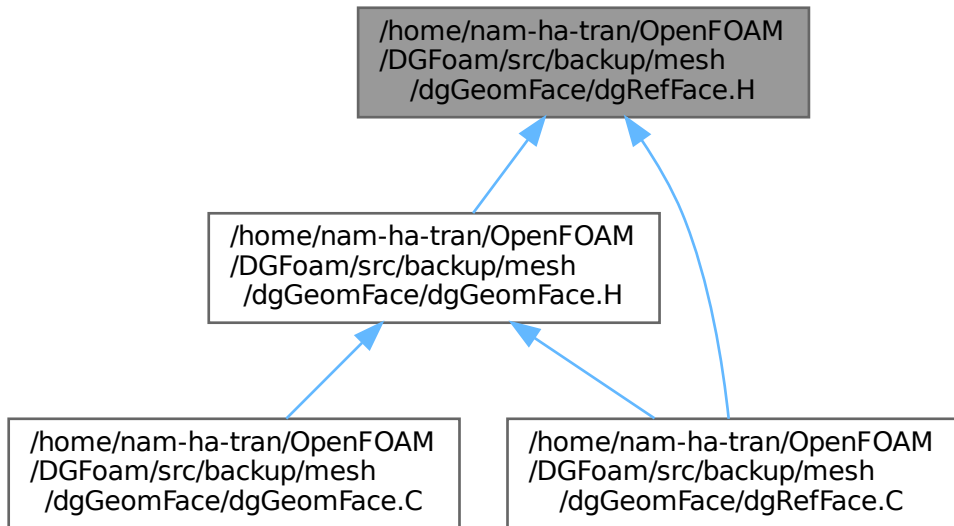 /home/nam-ha-tran/OpenFOAM
/DGFoam/src/backup/mesh
/dgGeomFace/dgRefFace.H
/home/nam-ha-tran/OpenFOAM
/DGFoam/src/backup/mesh
/dgGeomFace/dgGeomFace.H
/home/nam-ha-tran/OpenFOAM
/DGFoam/src/backup/mesh
/dgGeomFace/dgGeomFace.C
/home/nam-ha-tran/OpenFOAM
/DGFoam/src/backup/mesh
/dgGeomFace/dgRefFace.C